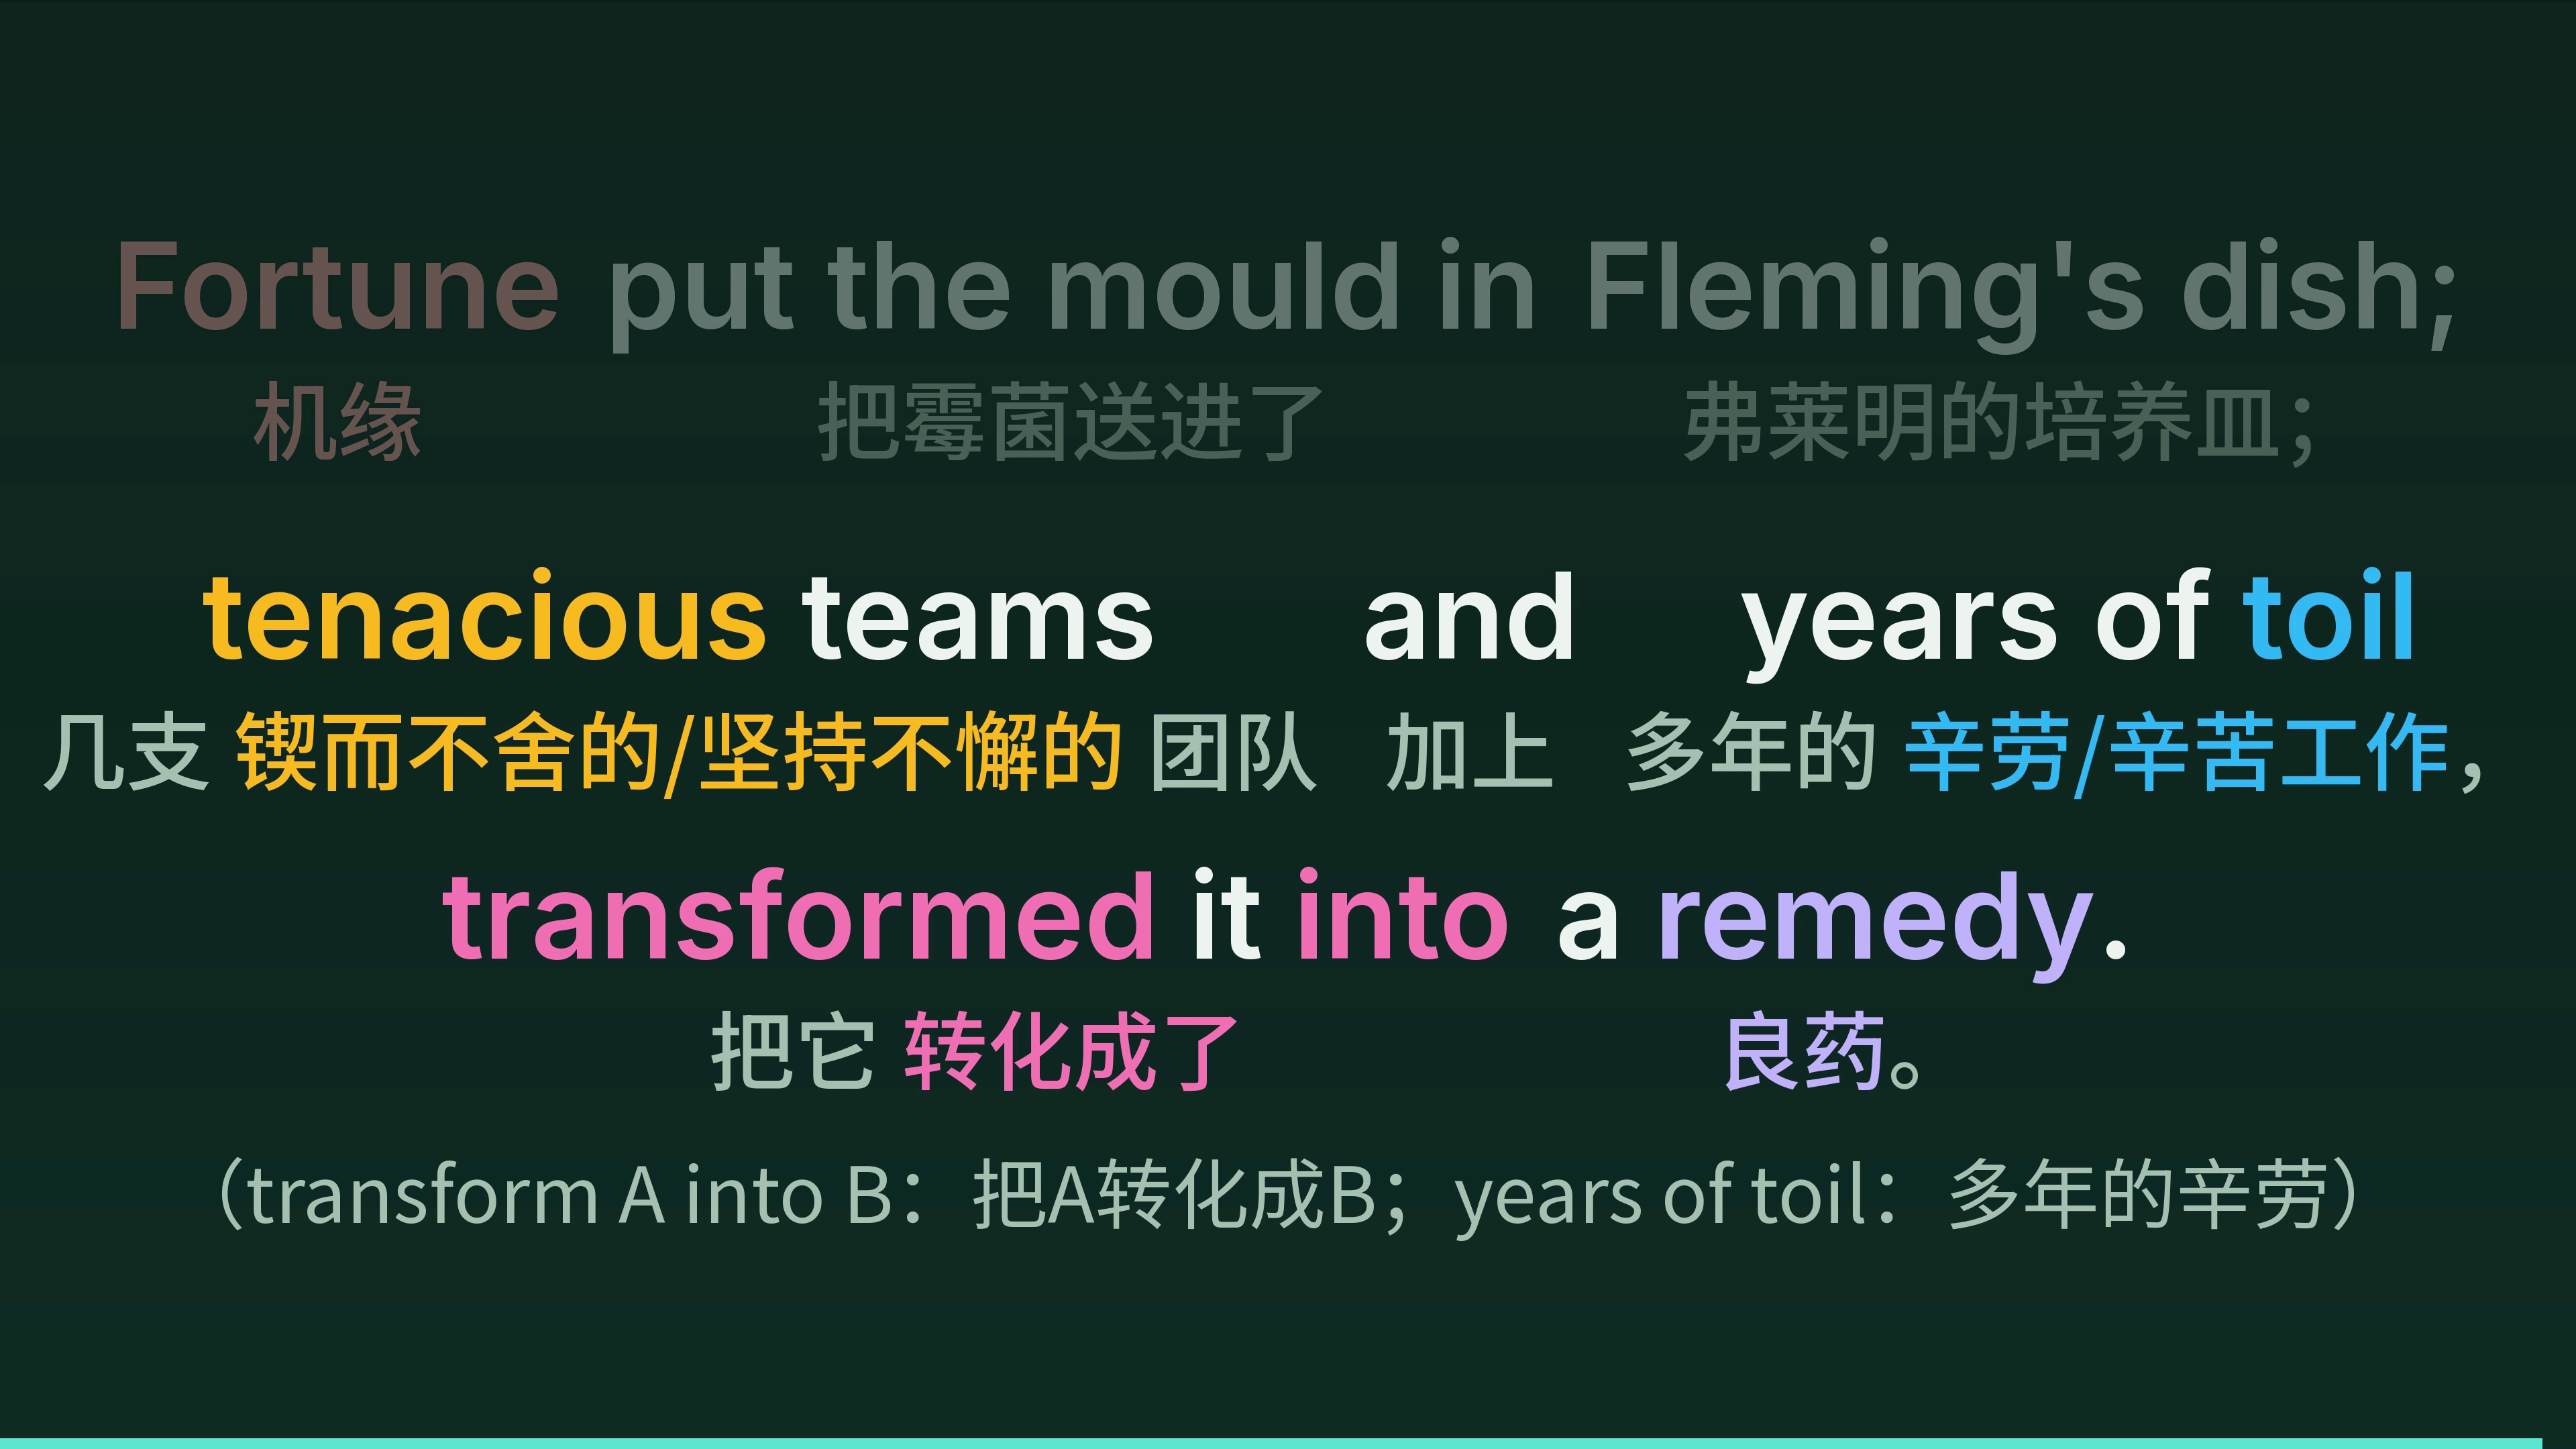 Fortune put the mould in Fleming's dish;
机缘 把霉菌送进了 弗莱明的培养皿；
tenacious teams and years of toil
几支 锲而不舍的/坚持不懈的 团队 加上 多年的 辛劳/辛苦工作，
transformed it into a remedy.
把它 转化成了 良药。
（transform A into B：把A转化成B；years of toil：多年的辛劳）